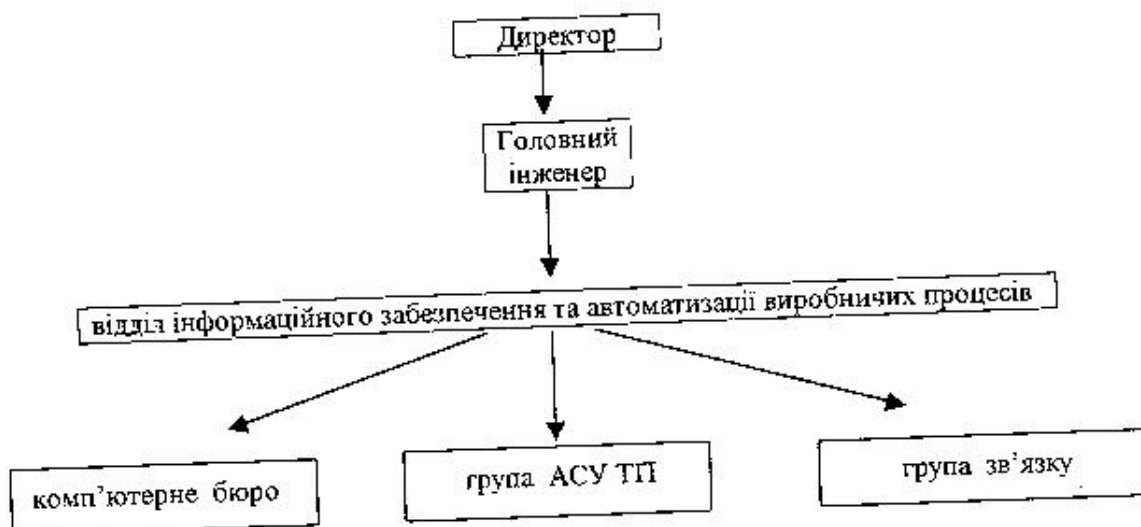 Директор
Головний
інженер
відділ інформаційного забезпечення та автоматизації виробничих процесів
комп’ютерне бюро
група АСУ ТП
група зв’язку